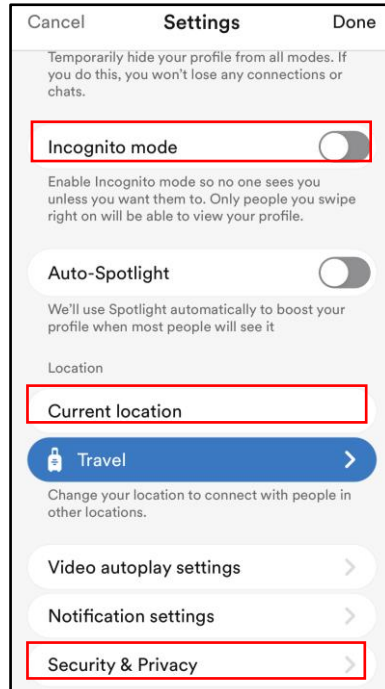 Cancel Settings Done
Temporarily hide your profile from all modes. If
you do this, you won't lose any connections or
chats.
Incognito mode
Enable Incognito mode so no one sees you
unless you want them to. Only people you swipe
right on will be able to view your profile.
Auto-Spotlight
We'll use Spotlight automatically to boost your
profile when most people will see it
Location
Current location
Travel
Change your location to connect with people in
other locations.
Video autoplay settings
Notification settings
Security & Privacy